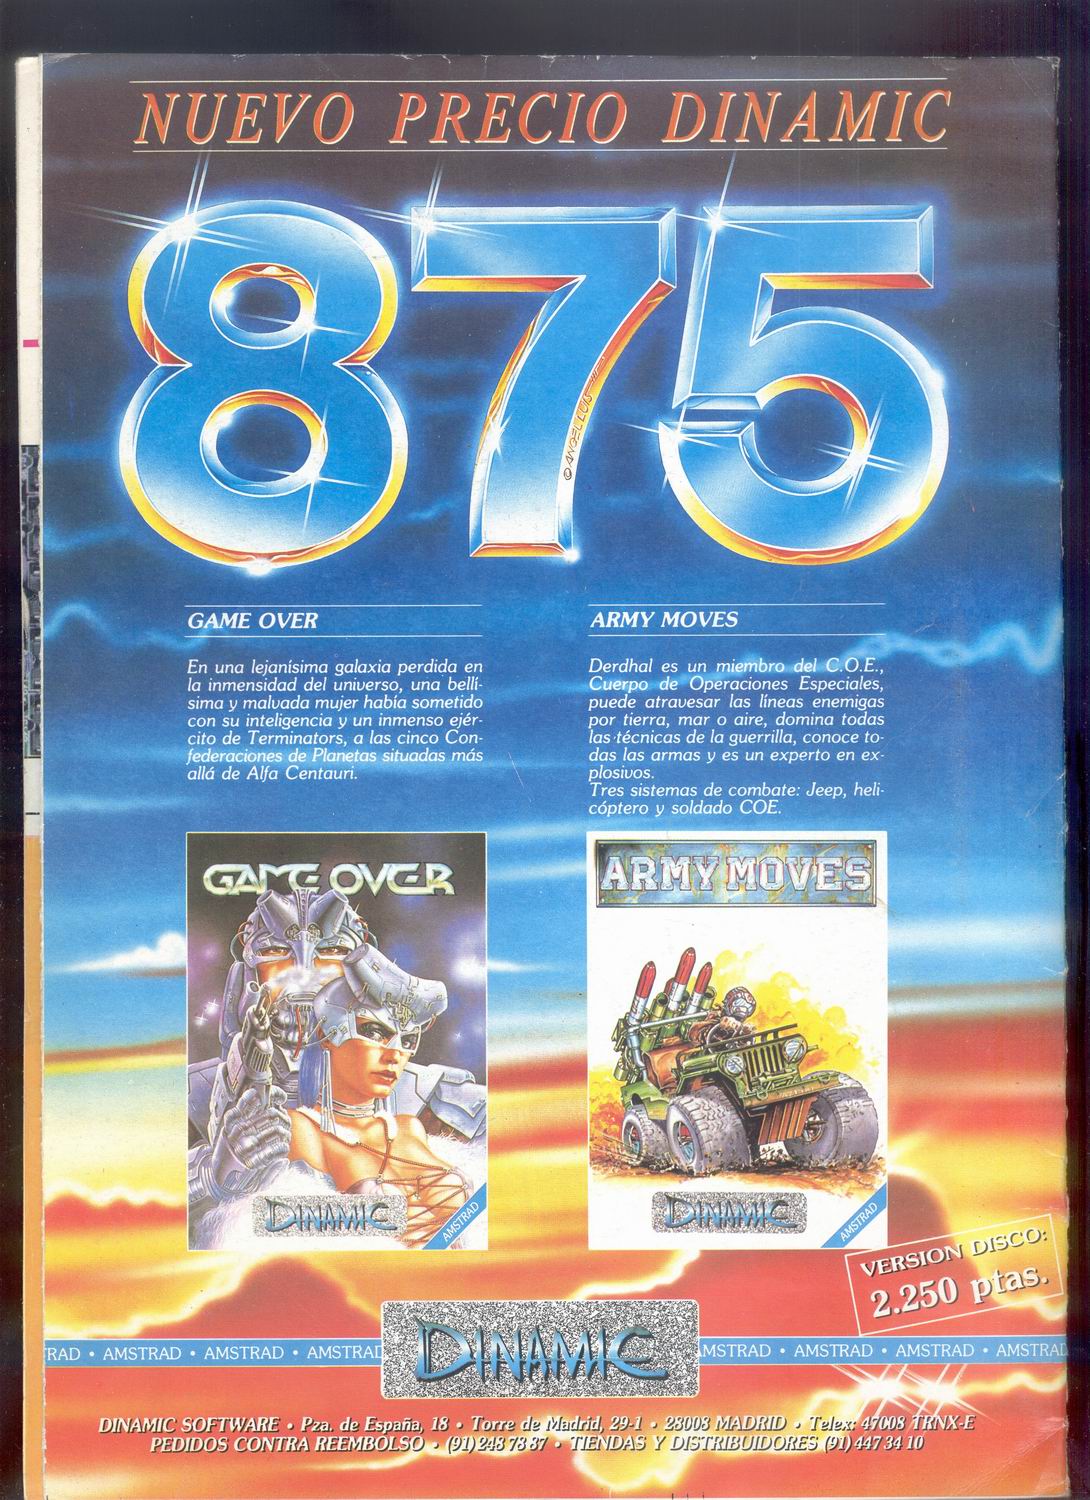 NUEVO PRECIO DINAMIC
875
© ANGEL LUIS
GAME OVER
En una lejanísima galaxia perdida en
la inmensidad del universo, una bellí-
sima y malvada mujer había sometido
con su inteligencia y un inmenso ejér-
cito de Terminators, a las cinco Con-
federaciones de Planetas situadas más
allá de Alfa Centauri.
ARMY MOVES
Derdhal es un miembro del C.O.E.,
Cuerpo de Operaciones Especiales,
puede atravesar las líneas enemigas
por tierra, mar o aire, domina todas
las técnicas de la guerrilla, conoce to-
das las armas y es un experto en ex-
plosivos.
Tres sistemas de combate: Jeep, heli-
cóptero y soldado COE.
GAME OVER
DINAMIC
AMSTRAD
ARMY MOVES
DINAMIC
AMSTRAD
VERSION DISCO:
2.250 ptas.
TRAD • AMSTRAD • AMSTRAD • AMSTRAD
DINAMIC
AMSTRAD • AMSTRAD • AMSTRAD • AMSTRAD
DINAMIC SOFTWARE • Pza. de España, 18 • Torre de Madrid, 29-1 • 28008 MADRID • Telex: 47008 TRNX-E
PEDIDOS CONTRA REEMBOLSO • (91) 248 78 87 • TIENDAS Y DISTRIBUIDORES (91) 447 34 10